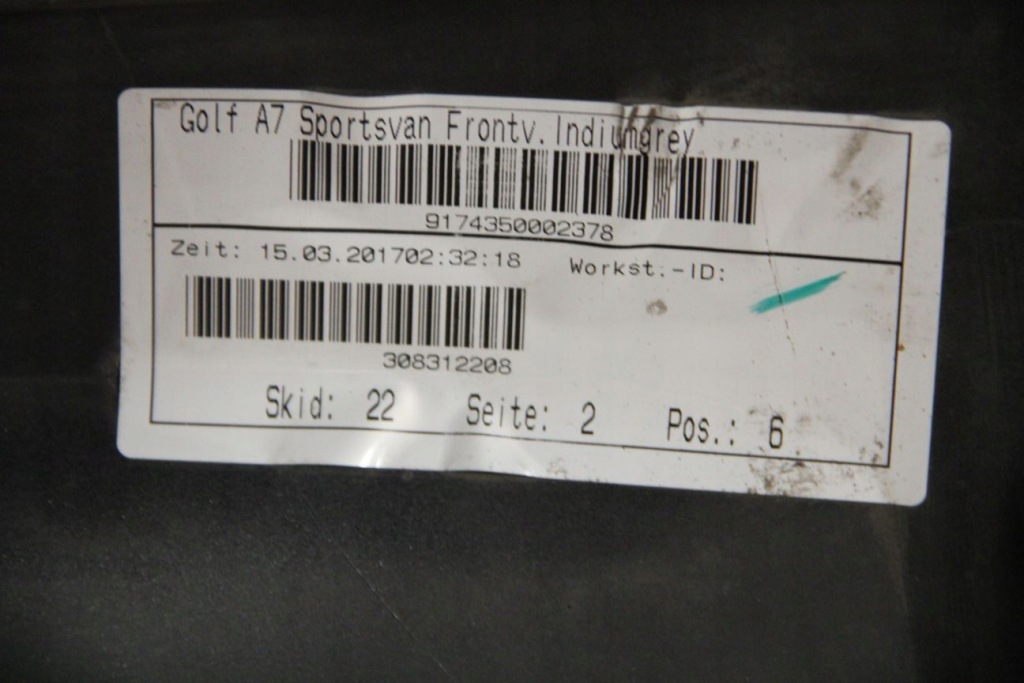 Golf A7 Sportsvan Frontv. Indiumgrey
9174350002378
Zeit: 15.03.201702:32:18 Workst.-ID:
308312208
Skid: 22 Seite: 2 Pos.: 6